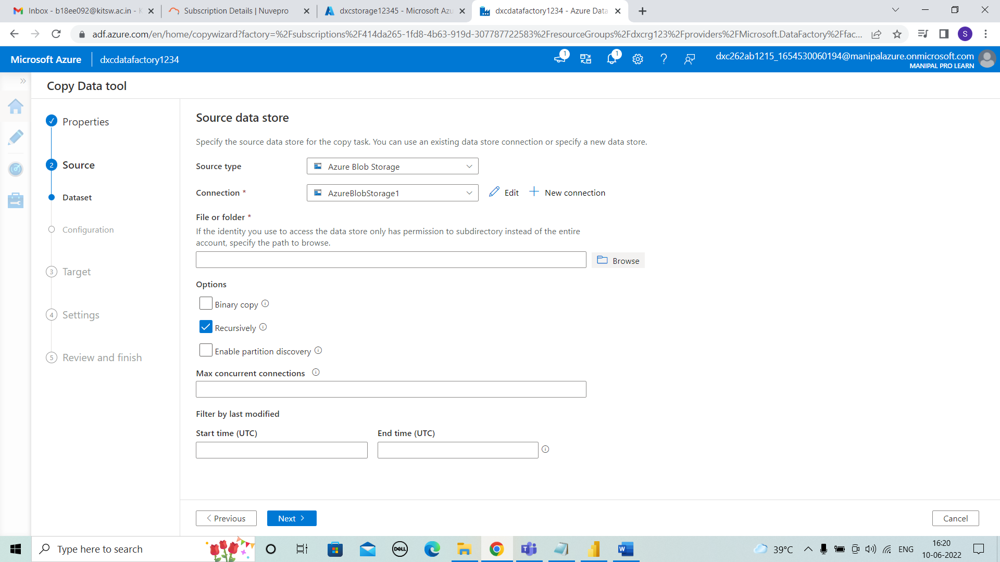 Inbox - b18ee092@kitsw.ac.in - K
Subscription Details | Nuvepro
dxcstorage12345 - Microsoft Azu
dxcdatafactory1234 - Azure Data
adf.azure.com/en/home/copywizard?factory=%2Fsubscriptions%2F414da265-1fd8-4b63-919d-307787722583%2FresourceGroups%2Fdxcrg123%2Fproviders%2FMicrosoft.DataFactory%2Ffac...
S
Microsoft Azure
dxcdatafactory1234
1
1
dxc262ab1215_1654530060194@manipalazure.onmicrosoft.com
MANIPAL PRO LEARN
Copy Data tool
Properties
2 Source
Dataset
Configuration
3 Target
4 Settings
5 Review and finish
Source data store
Specify the source data store for the copy task. You can use an existing data store connection or specify a new data store.
Source type
Azure Blob Storage
Connection *
AzureBlobStorage1
Edit
New connection
File or folder *
If the identity you use to access the data store only has permission to subdirectory instead of the entire
account, specify the path to browse.
Browse
Options
Binary copy
Recursively
Enable partition discovery
Max concurrent connections
Filter by last modified
Start time (UTC)
End time (UTC)
< Previous
Next >
Cancel
Type here to search
DELL
39°C
ENG
16:20
10-06-2022